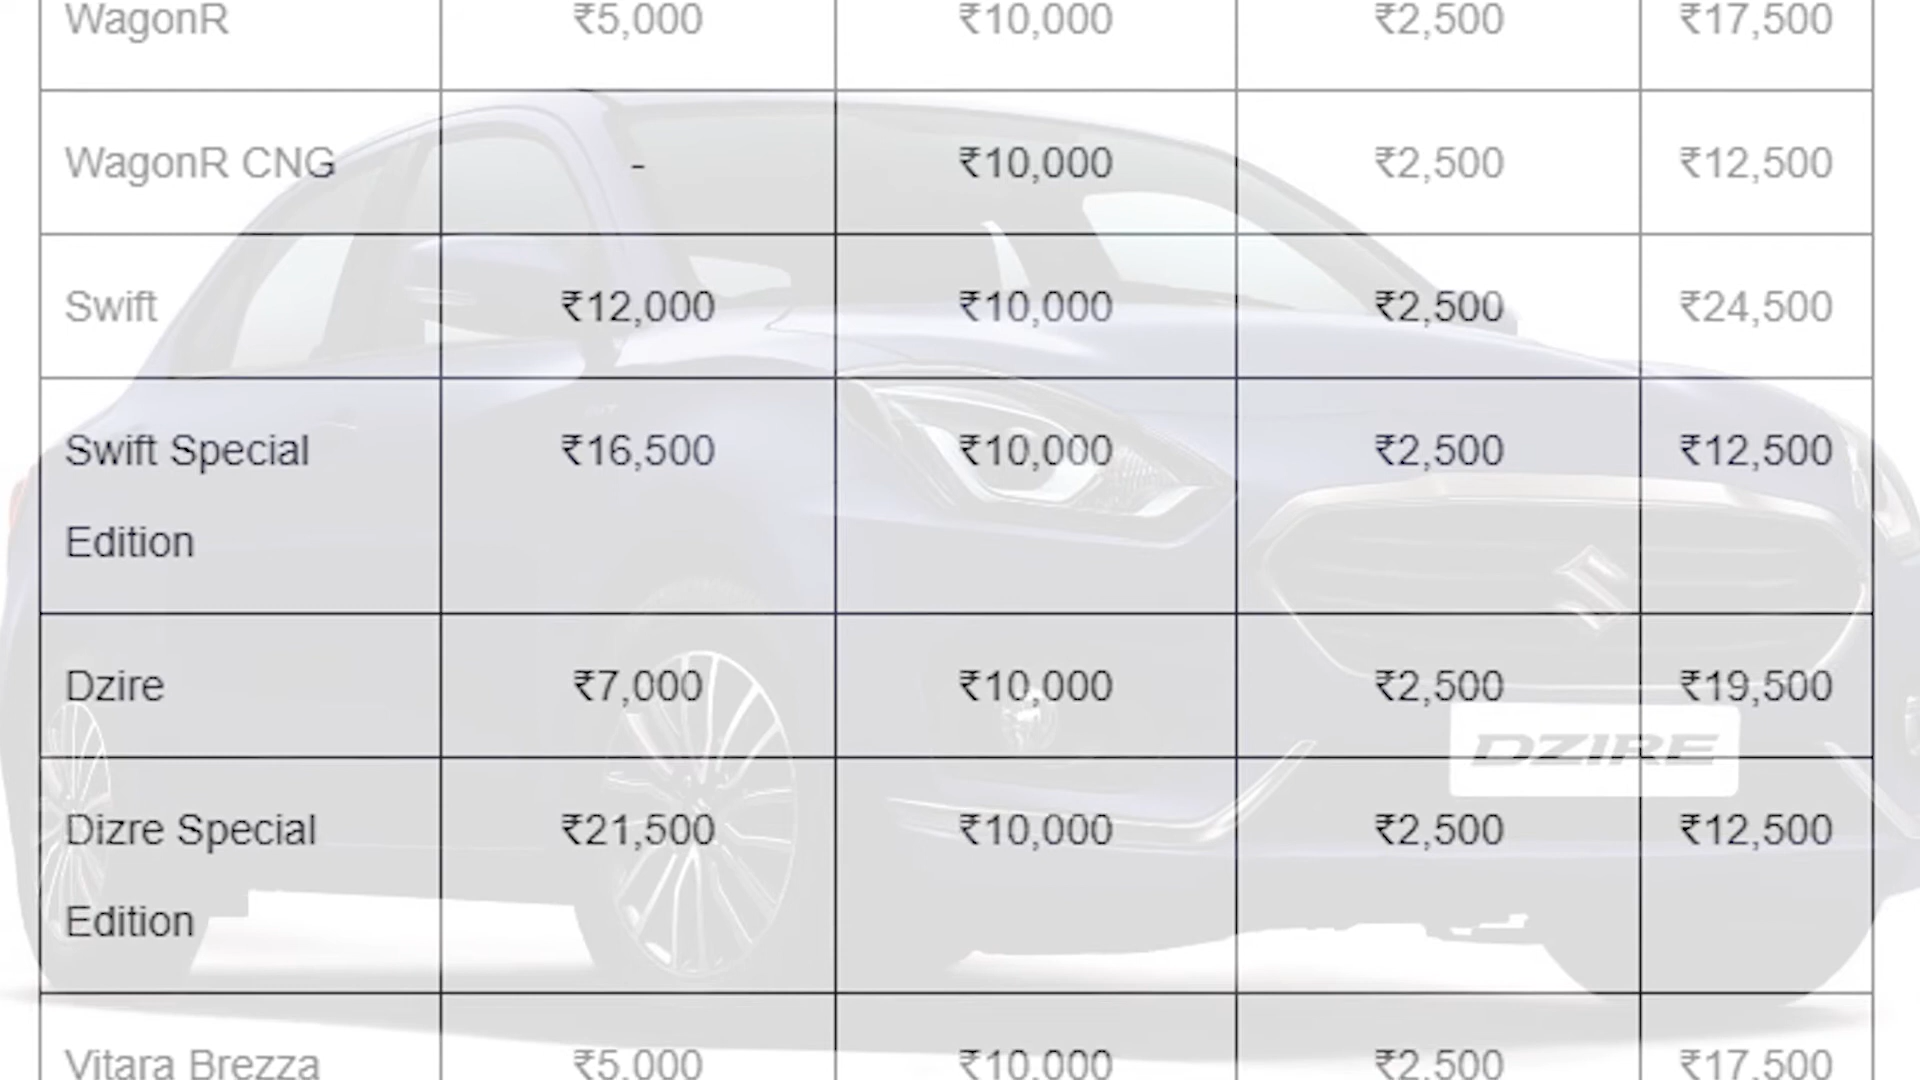 WagonR ₹5,000 ₹10,000 ₹2,500 ₹17,500
WagonR CNG - ₹10,000 ₹2,500 ₹12,500
Swift ₹12,000 ₹10,000 ₹2,500 ₹24,500
Swift Special ₹16,500 ₹10,000 ₹2,500 ₹12,500
Edition
Dzire ₹7,000 ₹10,000 ₹2,500 ₹19,500
DZIRE
Dizre Special ₹21,500 ₹10,000 ₹2,500 ₹12,500
Edition
Vitara Brezza ₹5,000 ₹10,000 ₹2,500 ₹17,500